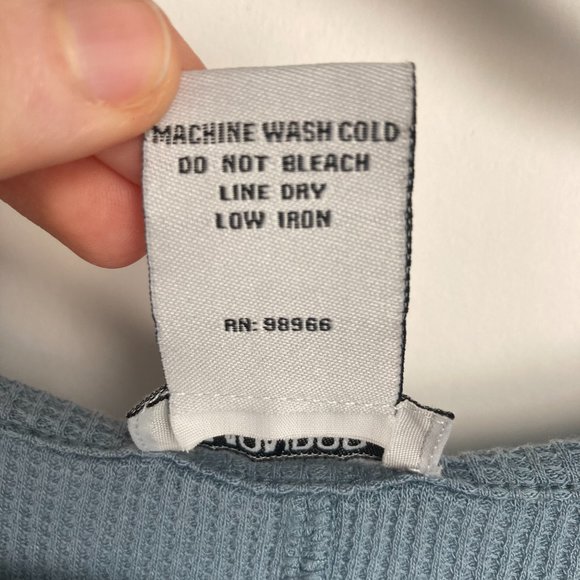 MACHINE WASH COLD
DO NOT BLEACH
LINE DRY
LOW IRON
RN: 98966